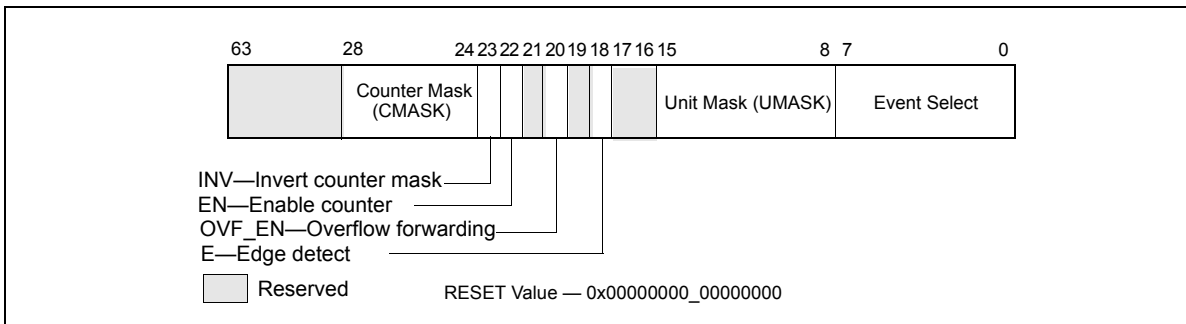 63 28 24 23 22 21 20 19 18 17 16 15 8 7 0
Counter Mask
(CMASK)
Unit Mask (UMASK)
Event Select
INV—Invert counter mask
EN—Enable counter
OVF_EN—Overflow forwarding
E—Edge detect
Reserved
RESET Value — 0x00000000_00000000